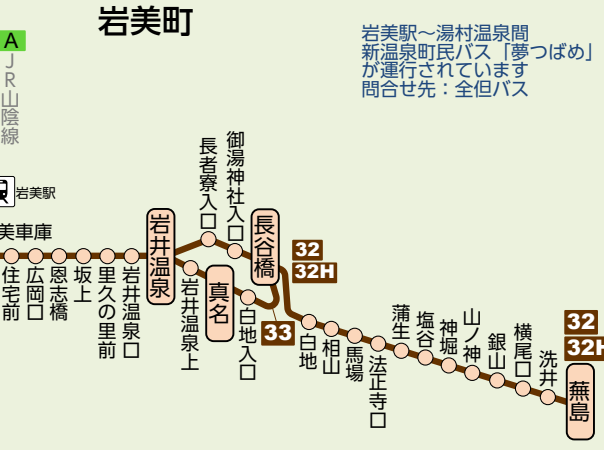 岩美町
岩美駅～湯村温泉間
新温泉町民バス「夢つばめ」
が運行されています
問合せ先：全但バス
A
JR山陰線
岩美駅
美車庫
住宅前
広岡口
恩志橋
坂上
里久の里前
岩井温泉口
岩井温泉
長者寮入口
御湯神社入口
長谷橋
32
32H
岩井温泉上
真名
白地入口
33
白地
相山
馬場
法正寺口
蒲生
塩谷
神堀
山ノ神
銀山
横尾口
洗井
32
32H
蕪島